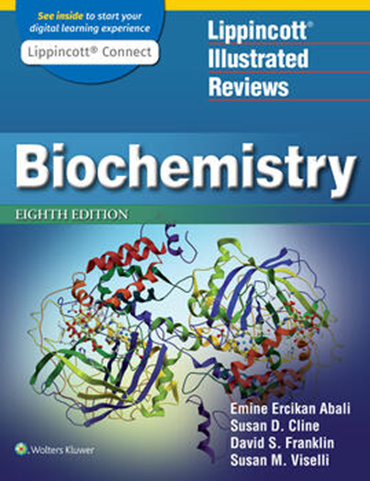 See inside to start your
digital learning experience
Lippincott® Connect
Lippincott®
Illustrated
Reviews
Biochemistry
EIGHTH EDITION
Emine Ercikan Abali
Susan D. Cline
David S. Franklin
Susan M. Viselli
Wolters Kluwer